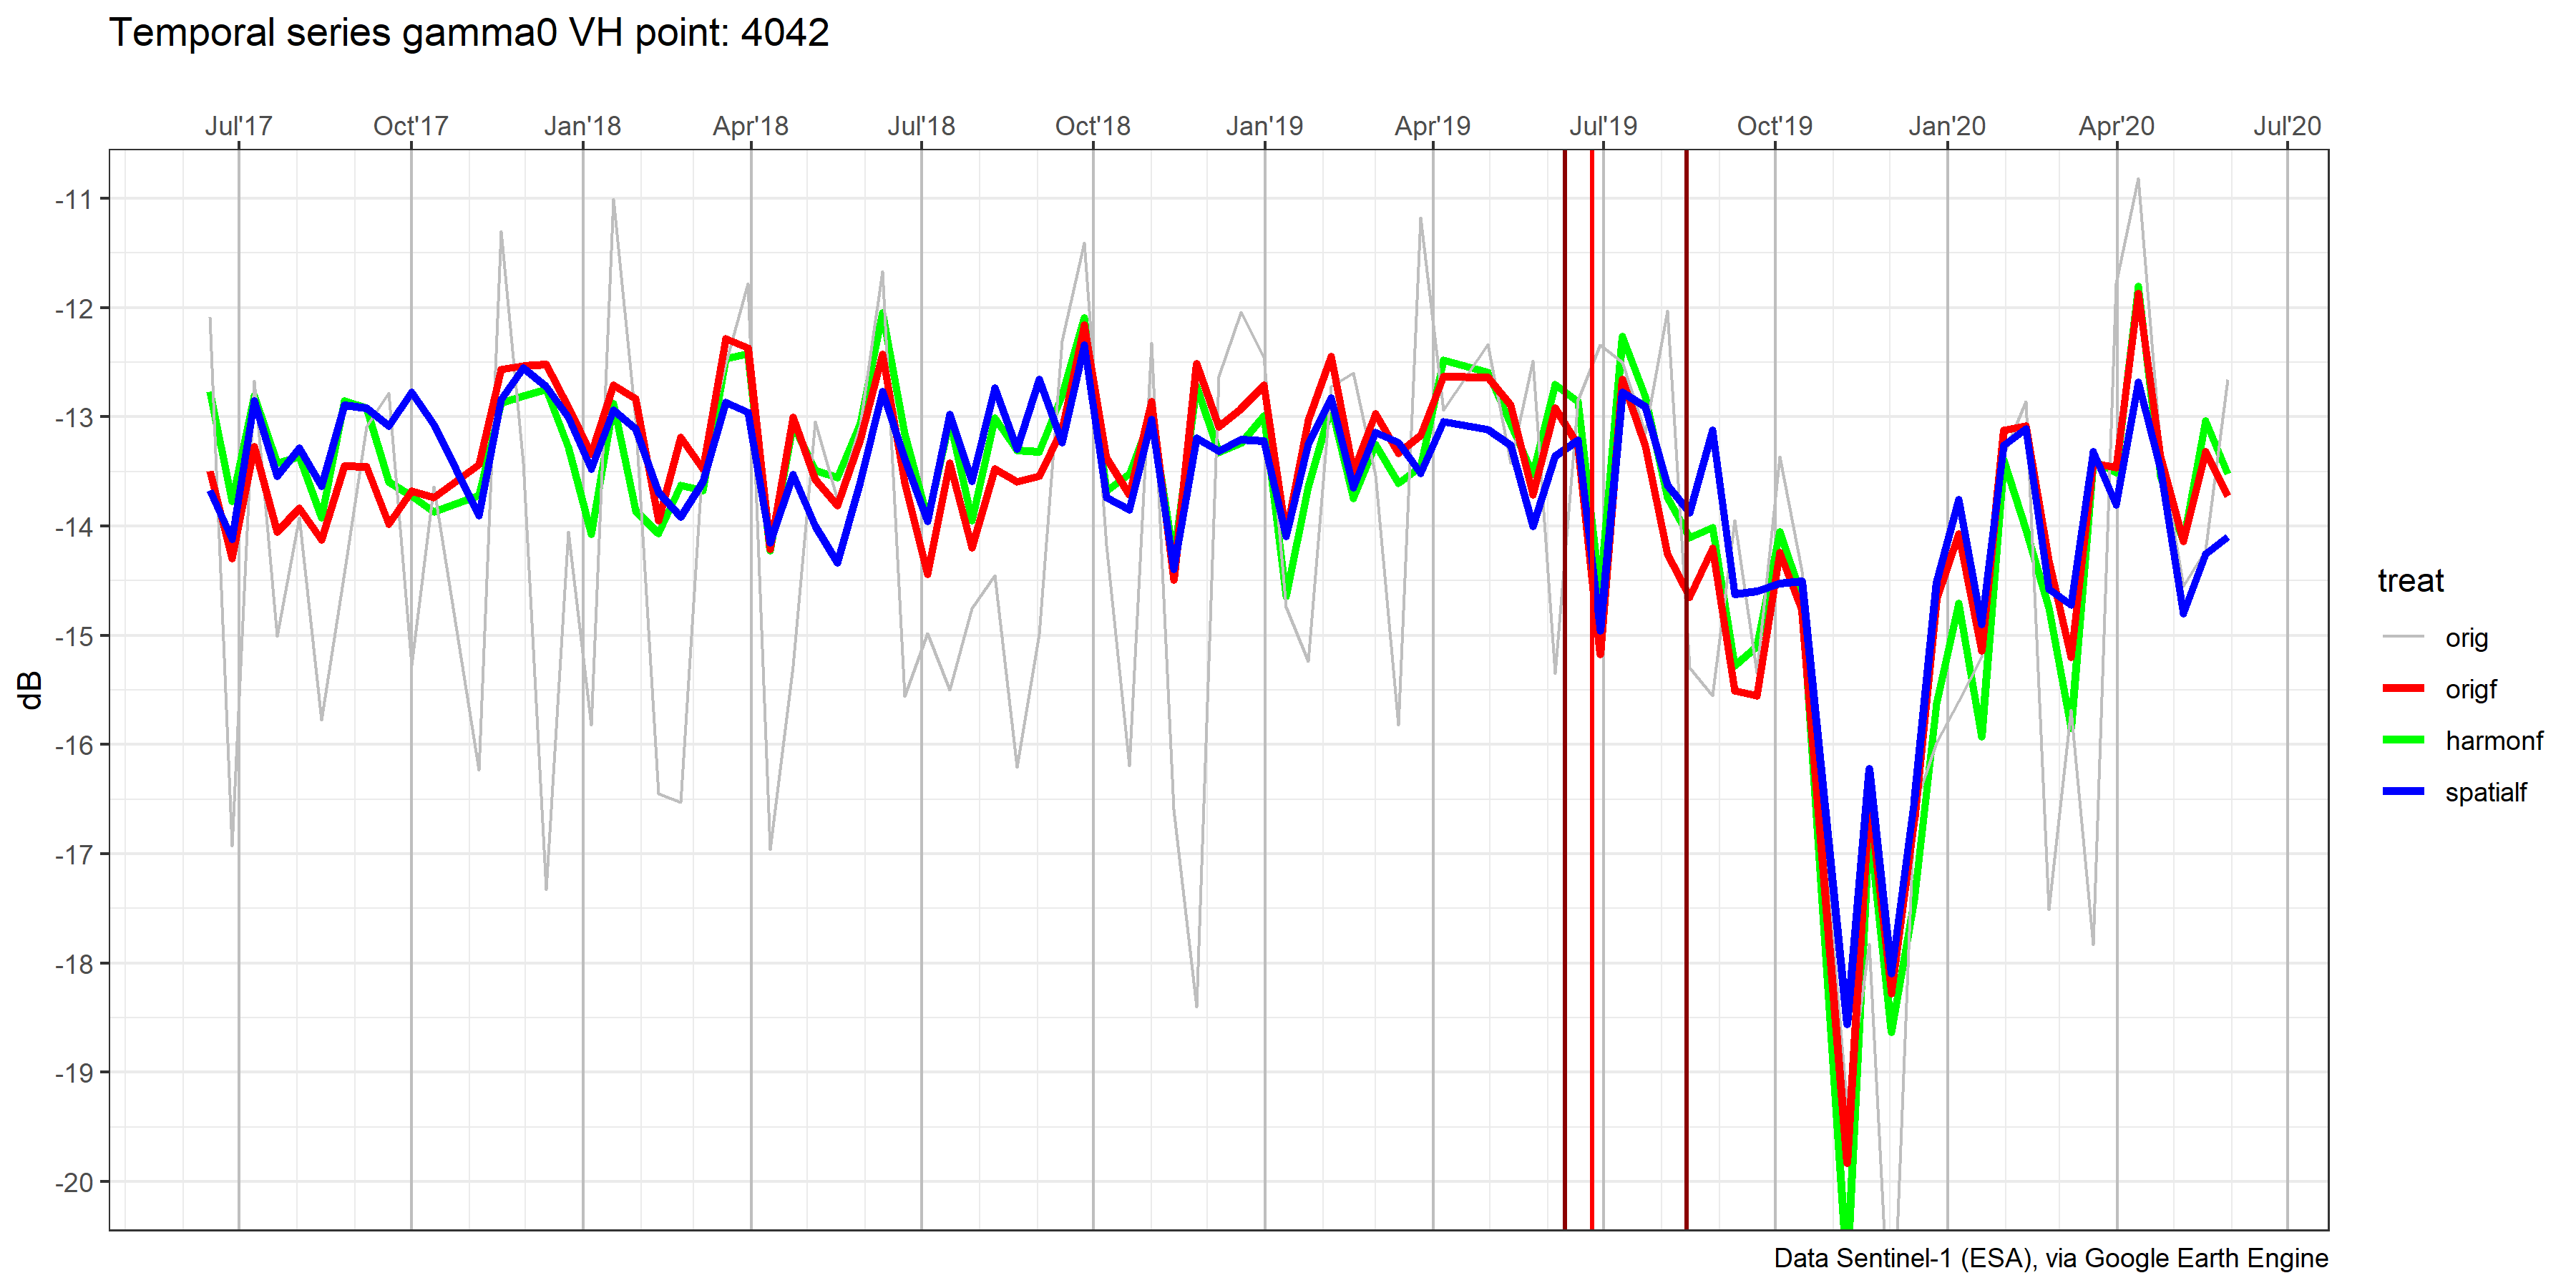 Temporal series gamma0 VH point: 4042
Jul'17 Oct'17 Jan'18 Apr'18 Jul'18 Oct'18 Jan'19 Apr'19 Jul'19 Oct'19 Jan'20 Apr'20 Jul'20
-11
-12
-13
-14
-15
-16
-17
-18
-19
-20
dB
treat
orig
origf
harmonf
spatialf
Data Sentinel-1 (ESA), via Google Earth Engine